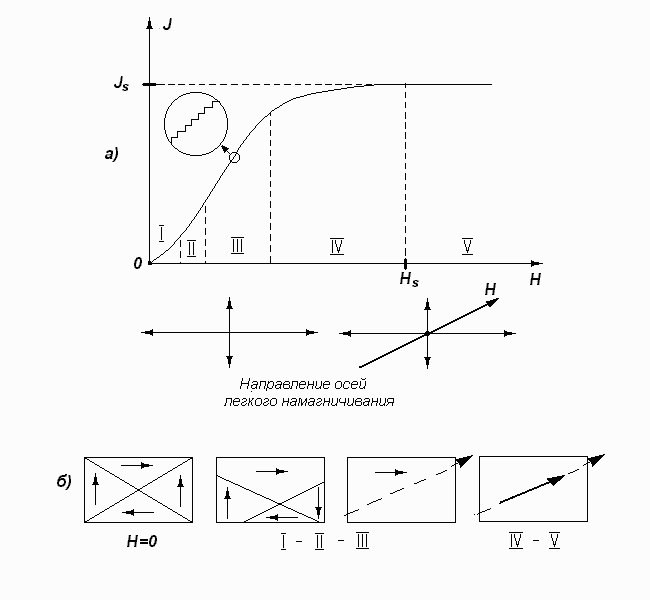 J
Js
а)
I
II
III
IV
V
0
Hs
H
H
Направление осей
легкого намагничивания
б)
H=0
I - II - III
IV - V